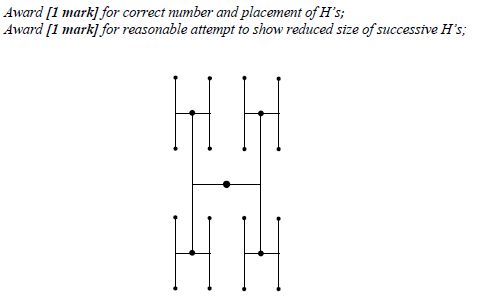 Award [1 mark] for correct number and placement of H's;
Award [1 mark] for reasonable attempt to show reduced size of successive H's;